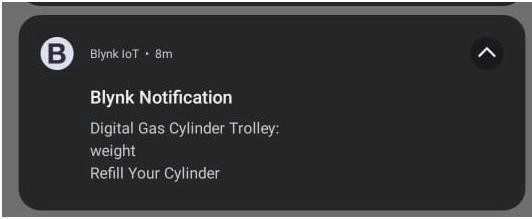 B
Blynk IoT • 8m
Blynk Notification
Digital Gas Cylinder Trolley:
weight
Refill Your Cylinder